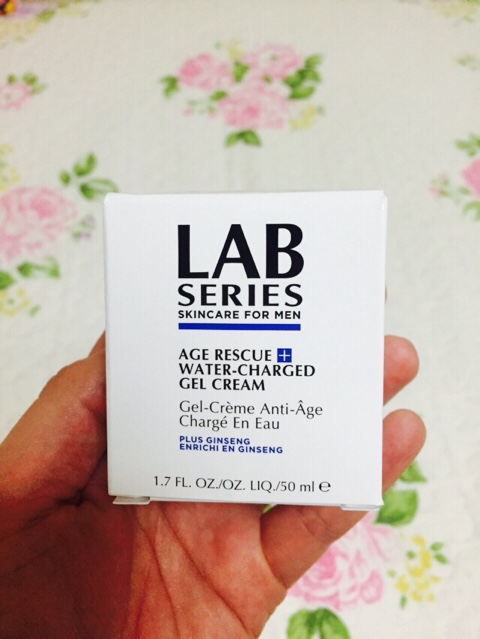 LAB
SERIES
SKINCARE FOR MEN
AGE RESCUE +
WATER-CHARGED
GEL CREAM
Gel-Crème Anti-Âge
Chargé En Eau
PLUS GINSENG
ENRICHI EN GINSENG
1.7 FL. OZ./OZ. LIQ./50 ml ℮